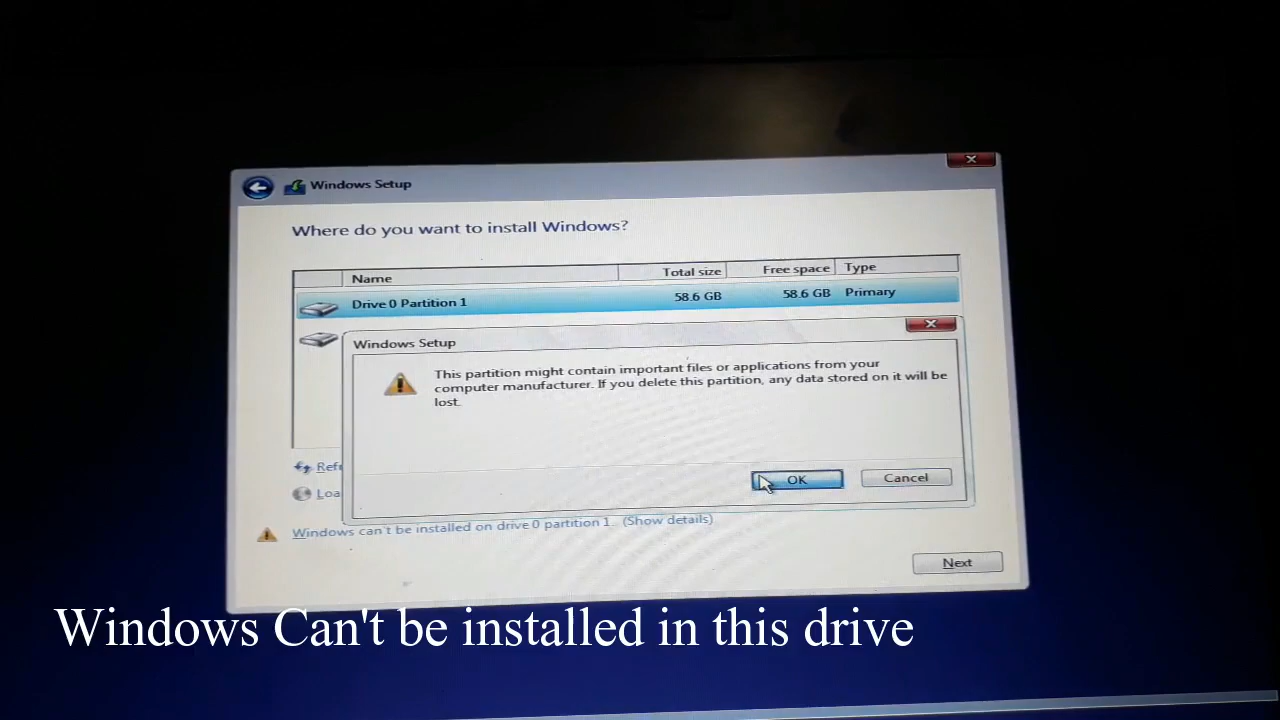 Windows Setup
Where do you want to install Windows?
Name Total size Free space Type
Drive 0 Partition 1 58.6 GB 58.6 GB Primary
Windows Setup
This partition might contain important files or applications from your
computer manufacturer. If you delete this partition, any data stored on it will be
lost.
Refr
Loa
OK Cancel
Windows can't be installed on drive 0 partition 1. (Show details)
Next
Windows Can't be installed in this drive